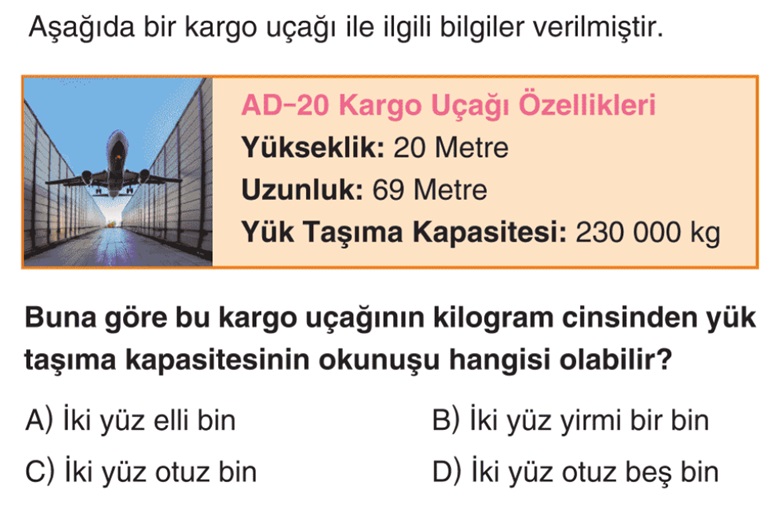 Aşağıda bir kargo uçağı ile ilgili bilgiler verilmiştir.
AD-20 Kargo Uçağı Özellikleri
Yükseklik: 20 Metre
Uzunluk: 69 Metre
Yük Taşıma Kapasitesi: 230 000 kg
Buna göre bu kargo uçağının kilogram cinsinden yük
taşıma kapasitesinin okunuşu hangisi olabilir?
A) İki yüz elli bin
B) İki yüz yirmi bir bin
C) İki yüz otuz bin
D) İki yüz otuz beş bin